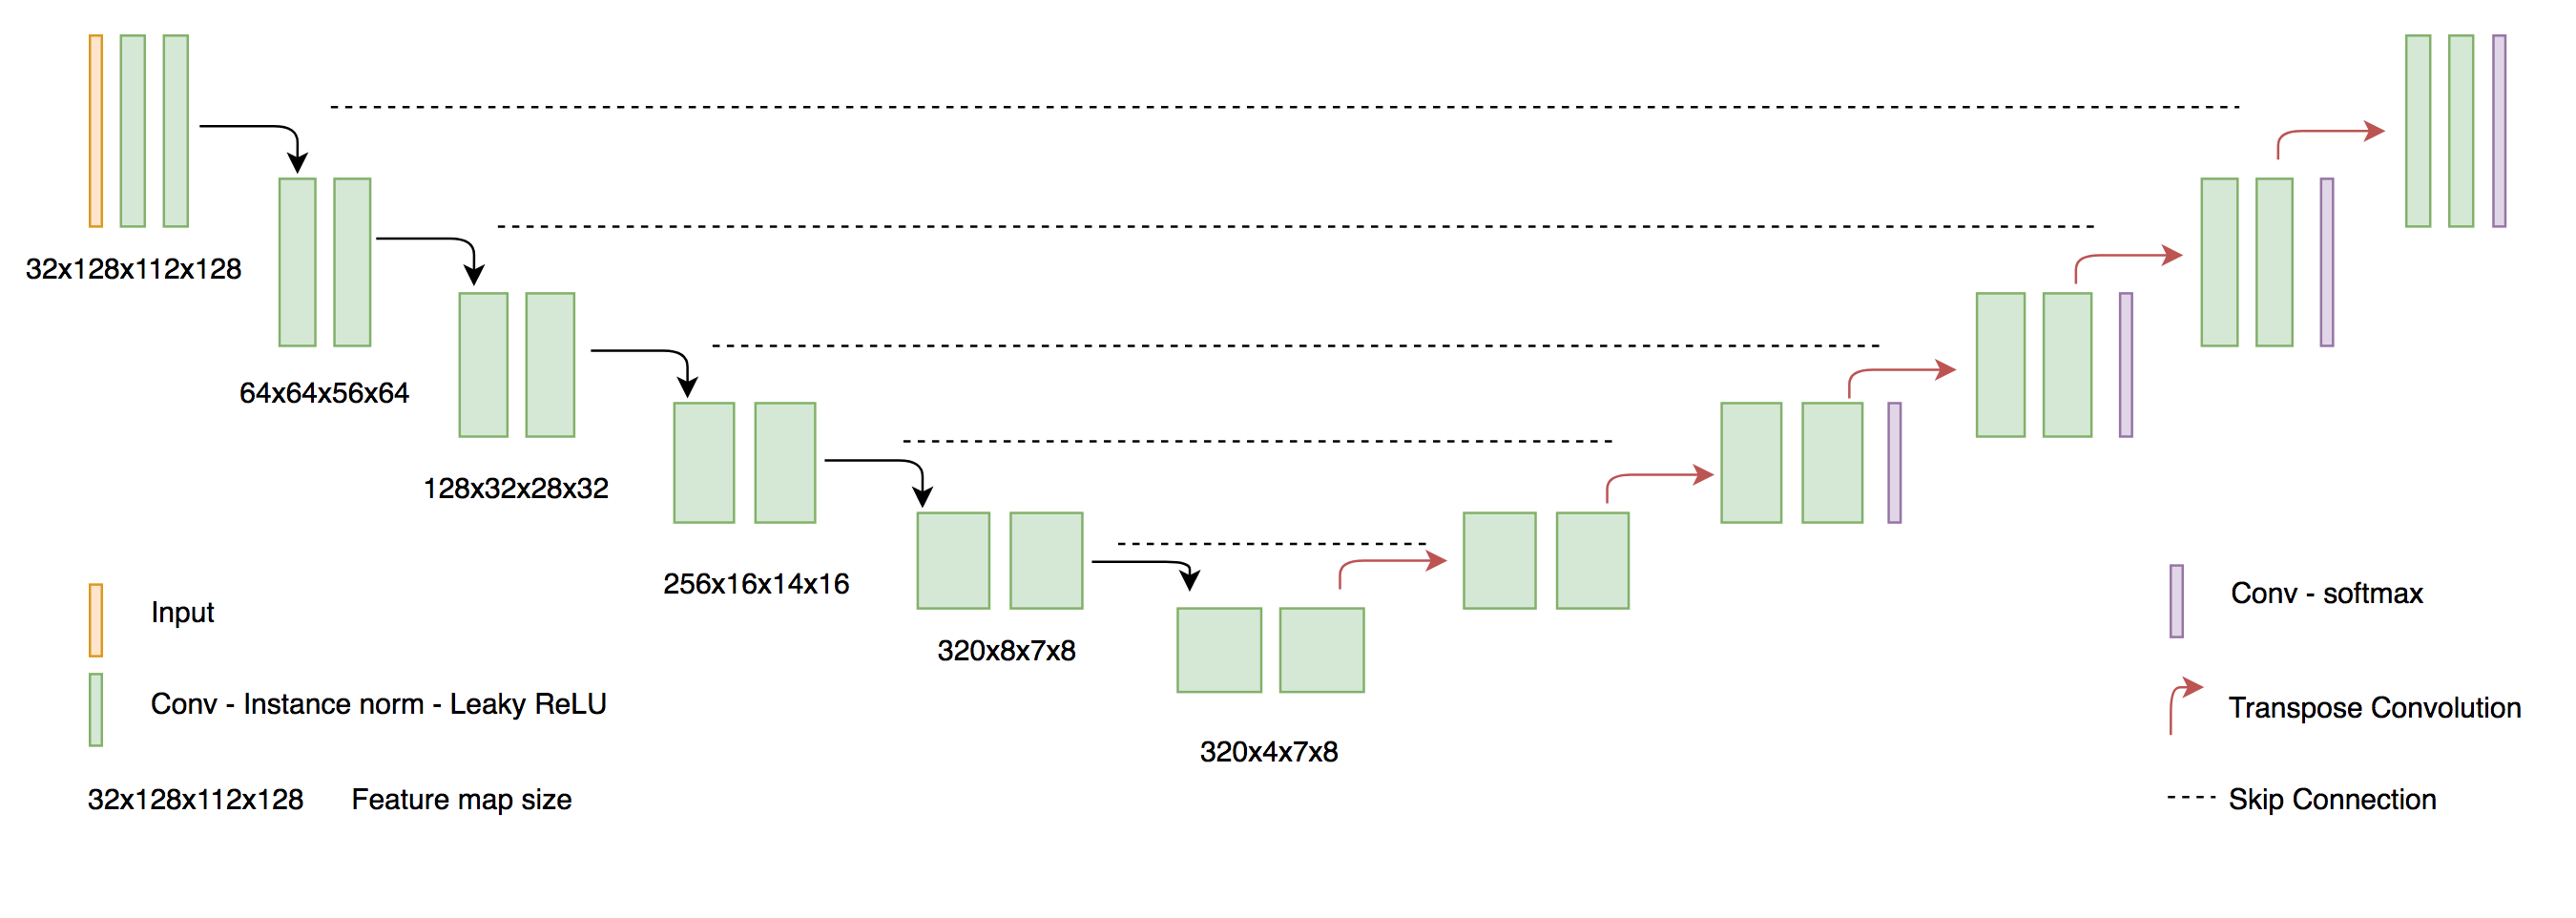 32x128x112x128
64x64x56x64
128x32x28x32
256x16x14x16
320x8x7x8
320x4x7x8
Input
Conv - Instance norm - Leaky ReLU
32x128x112x128 Feature map size
Conv - softmax
Transpose Convolution
Skip Connection